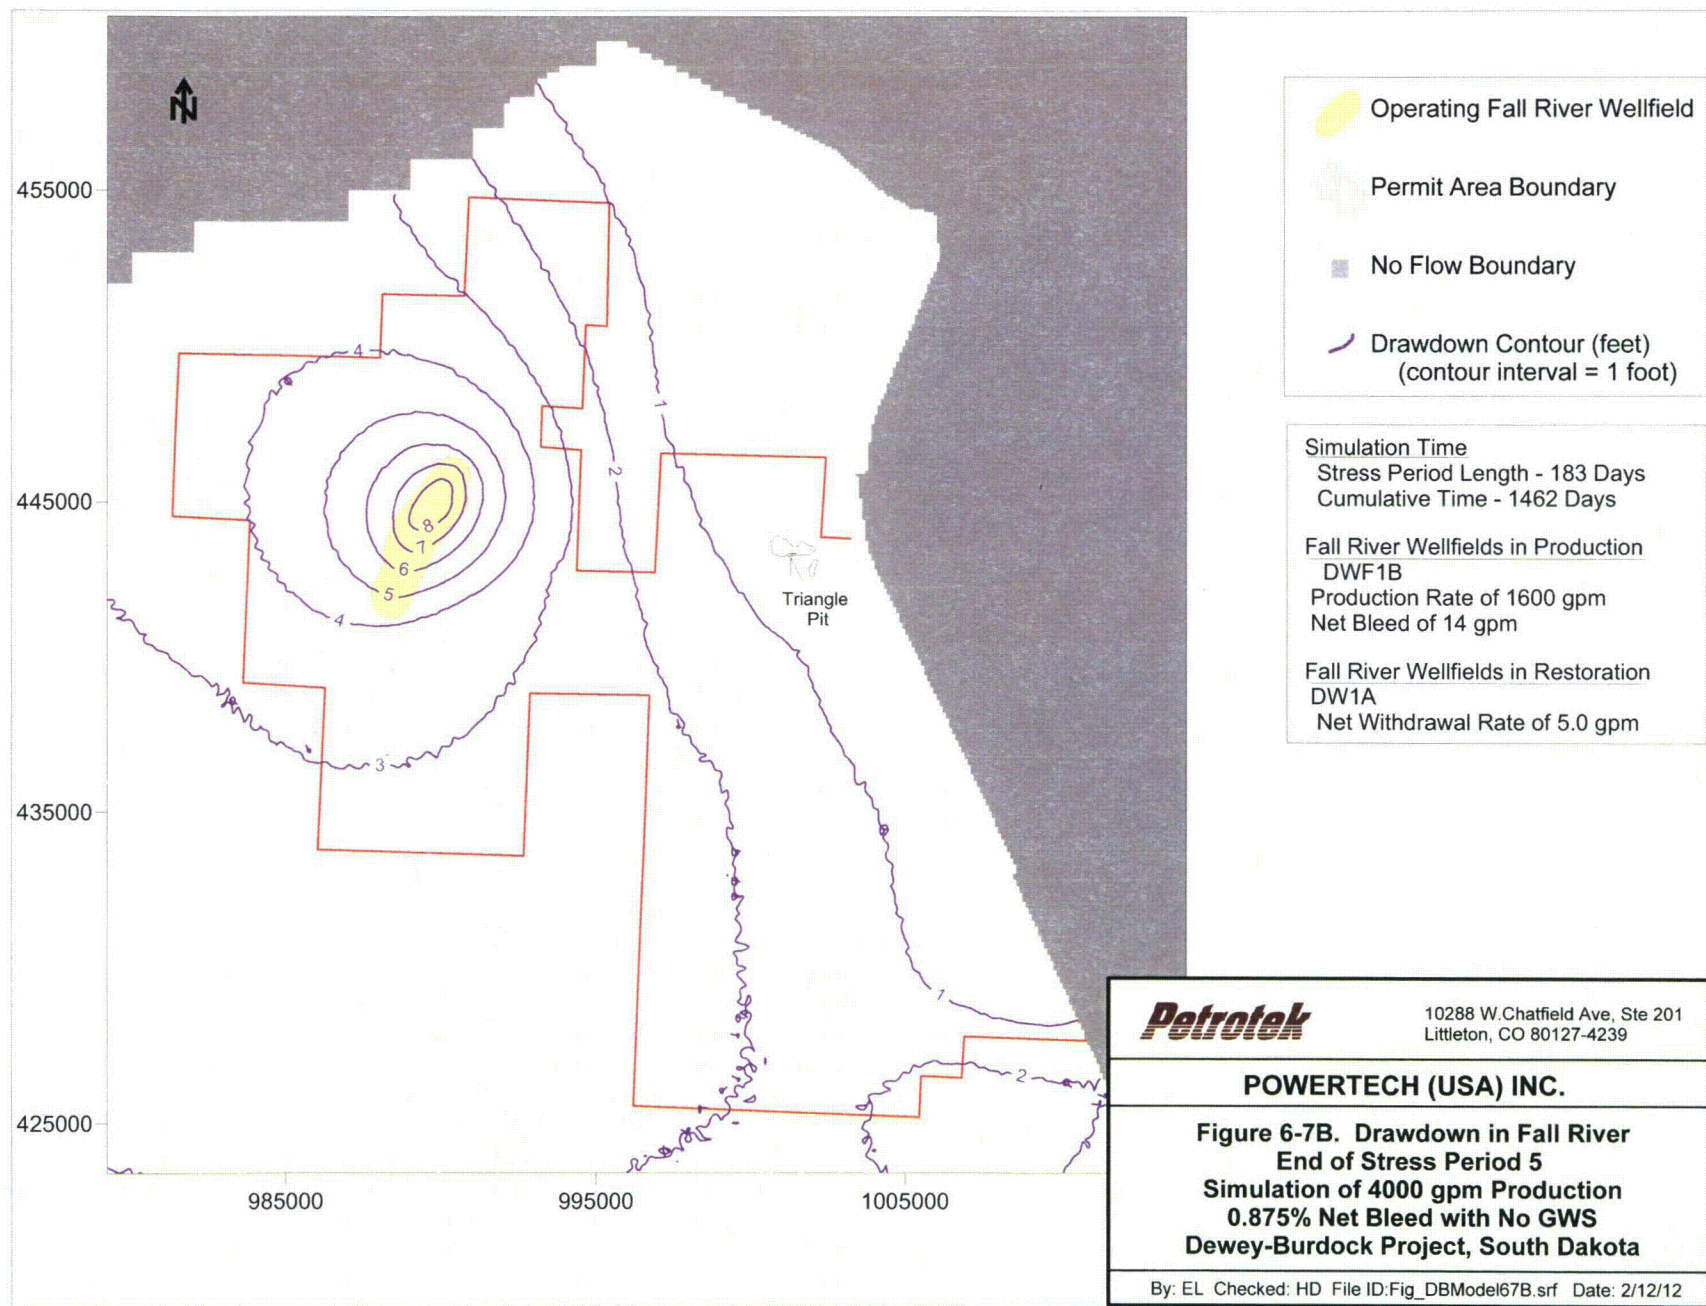 N
455000
445000
435000
425000
985000
995000
1005000
4
8
7
6
5
4
3
2
1
1
2
Triangle
Pit
Operating Fall River Wellfield
Permit Area Boundary
No Flow Boundary
Drawdown Contour (feet)
(contour interval = 1 foot)
Simulation Time
Stress Period Length - 183 Days
Cumulative Time - 1462 Days
Fall River Wellfields in Production
DWF1B
Production Rate of 1600 gpm
Net Bleed of 14 gpm
Fall River Wellfields in Restoration
DW1A
Net Withdrawal Rate of 5.0 gpm
Petrotek
10288 W.Chatfield Ave, Ste 201
Littleton, CO 80127-4239
POWERTECH (USA) INC.
Figure 6-7B. Drawdown in Fall River
End of Stress Period 5
Simulation of 4000 gpm Production
0.875% Net Bleed with No GWS
Dewey-Burdock Project, South Dakota
By: EL Checked: HD File ID:Fig_DBModel67B.srf Date: 2/12/12